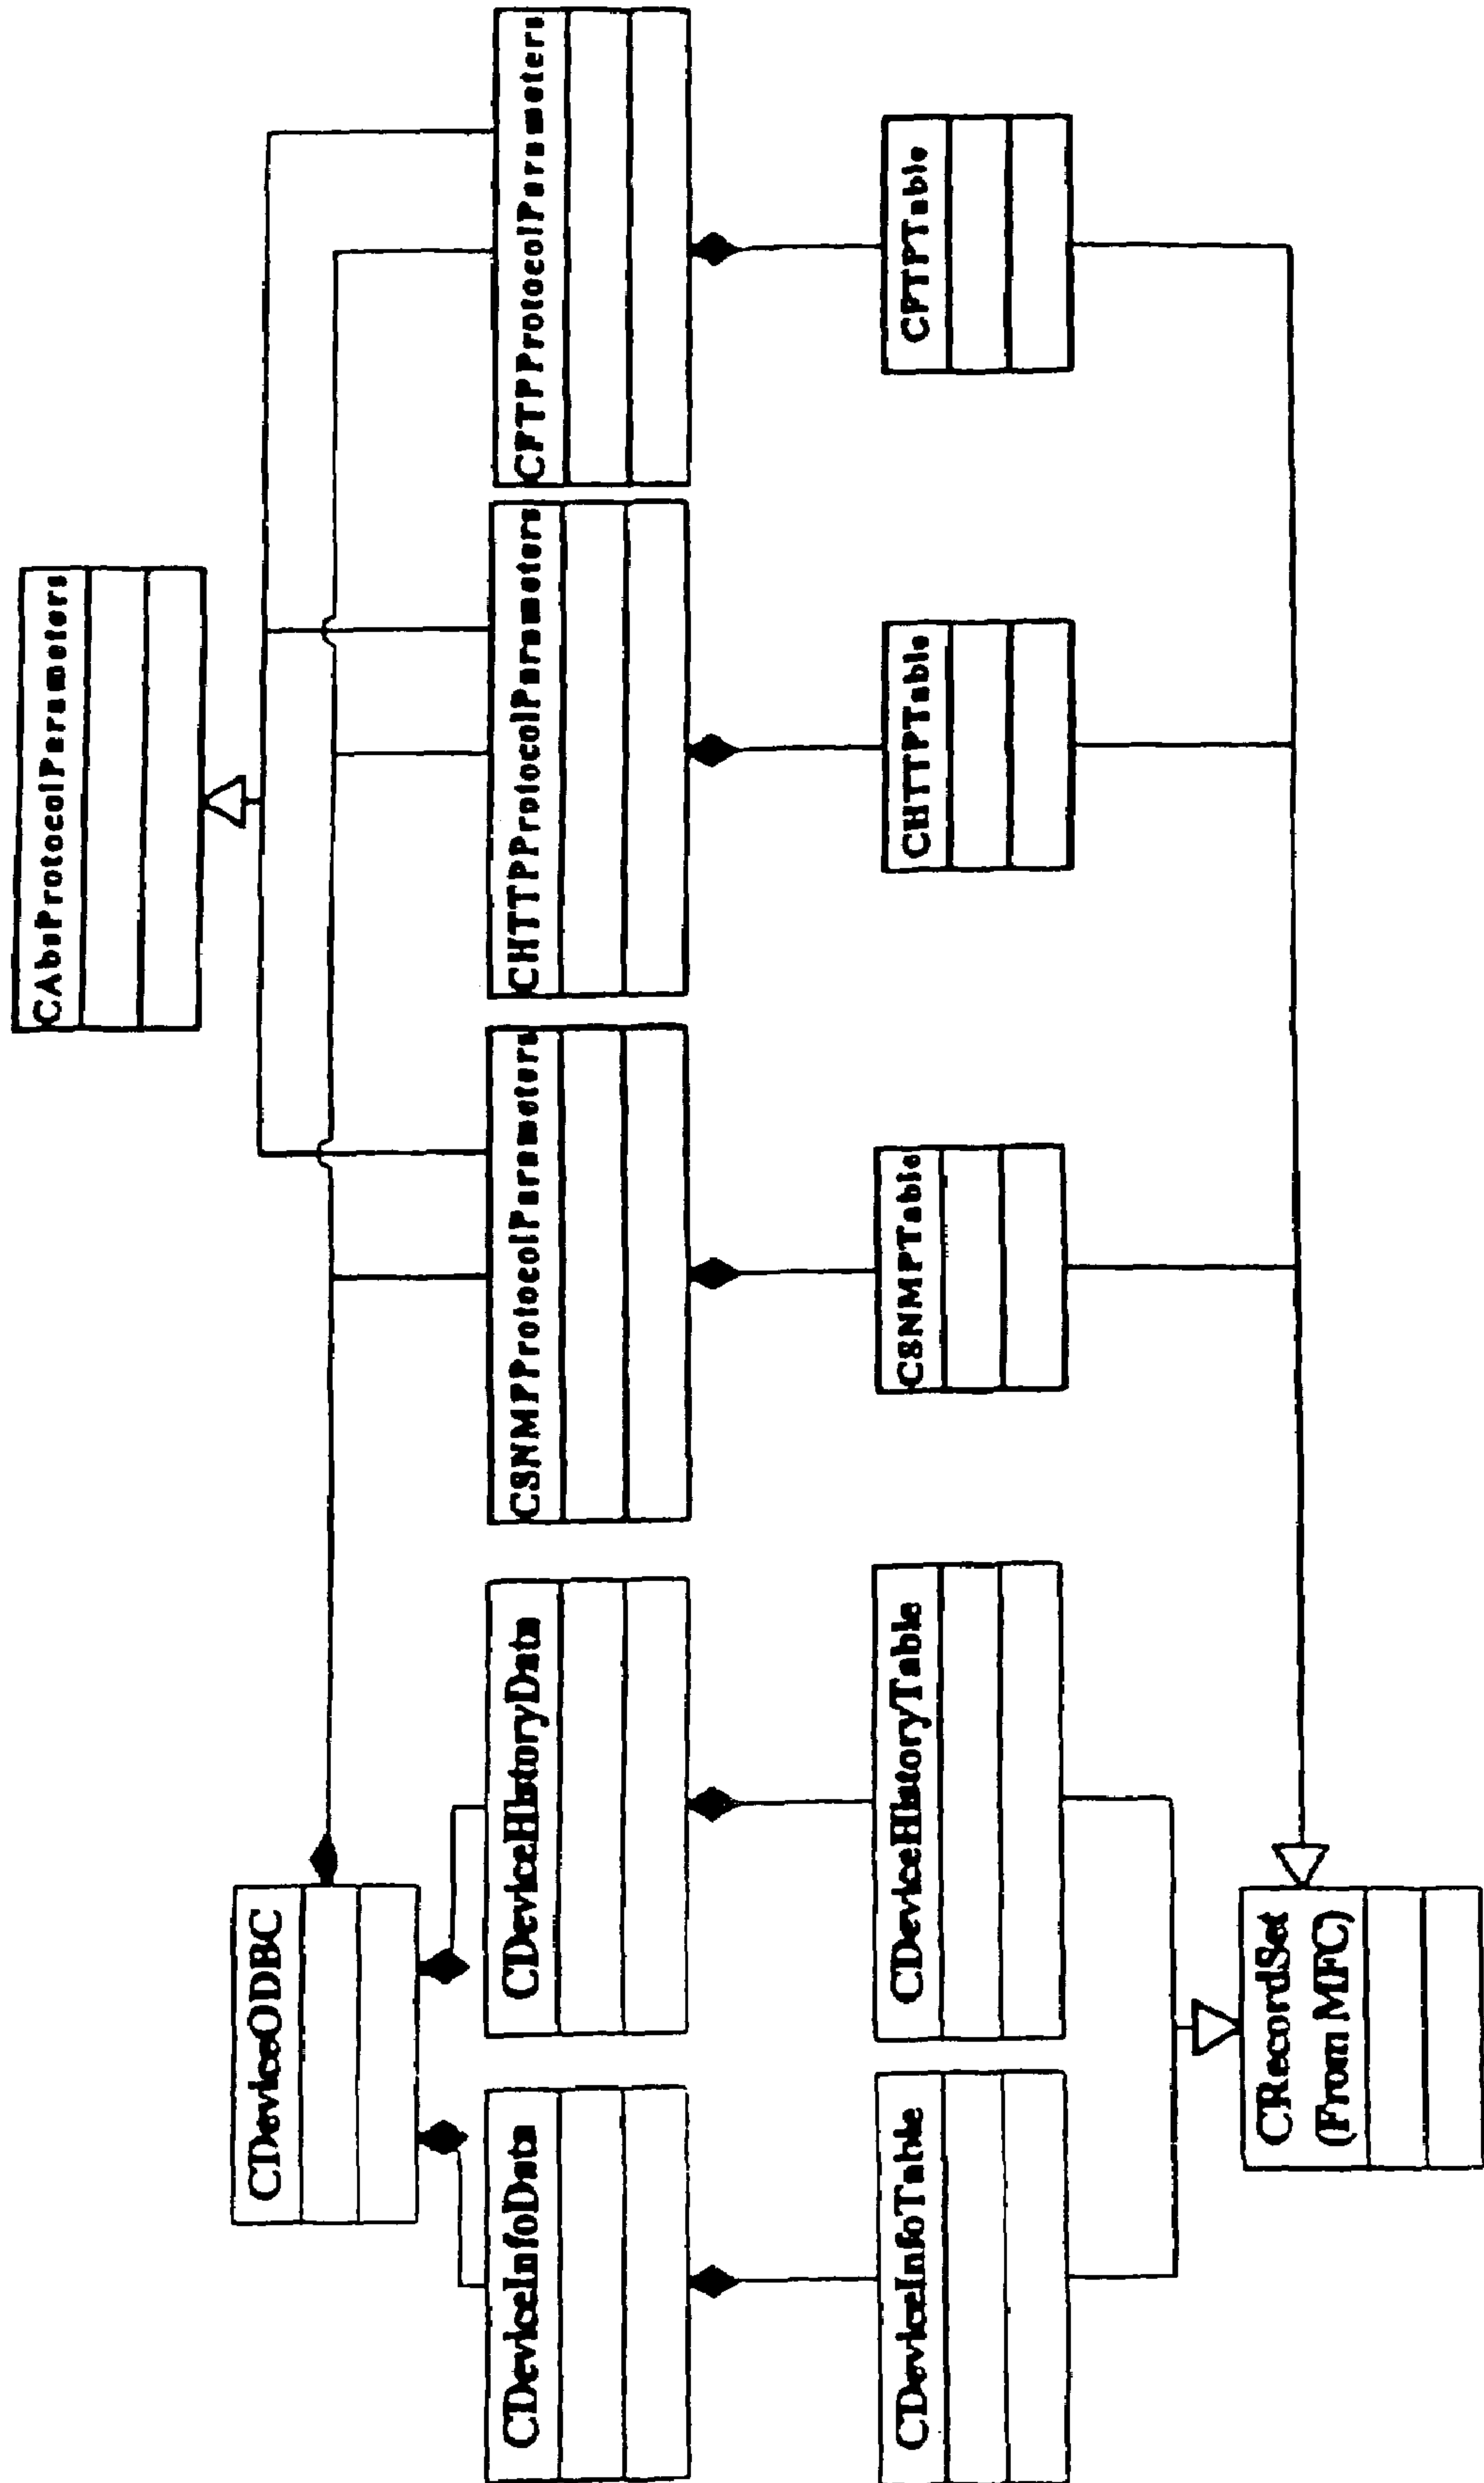 CAbsProtocolParameters
CDeviceODBC
CDeviceInfoData
CDeviceHistoryData
CSNMPProtocolParameters
CHTTPProtocolParameters
CFTPProtocolParameters
CDeviceInfoTable
CDeviceHistoryTable
CSNMPTable
CHTTPTable
CFTPTable
CRecordSet
(From MFC)